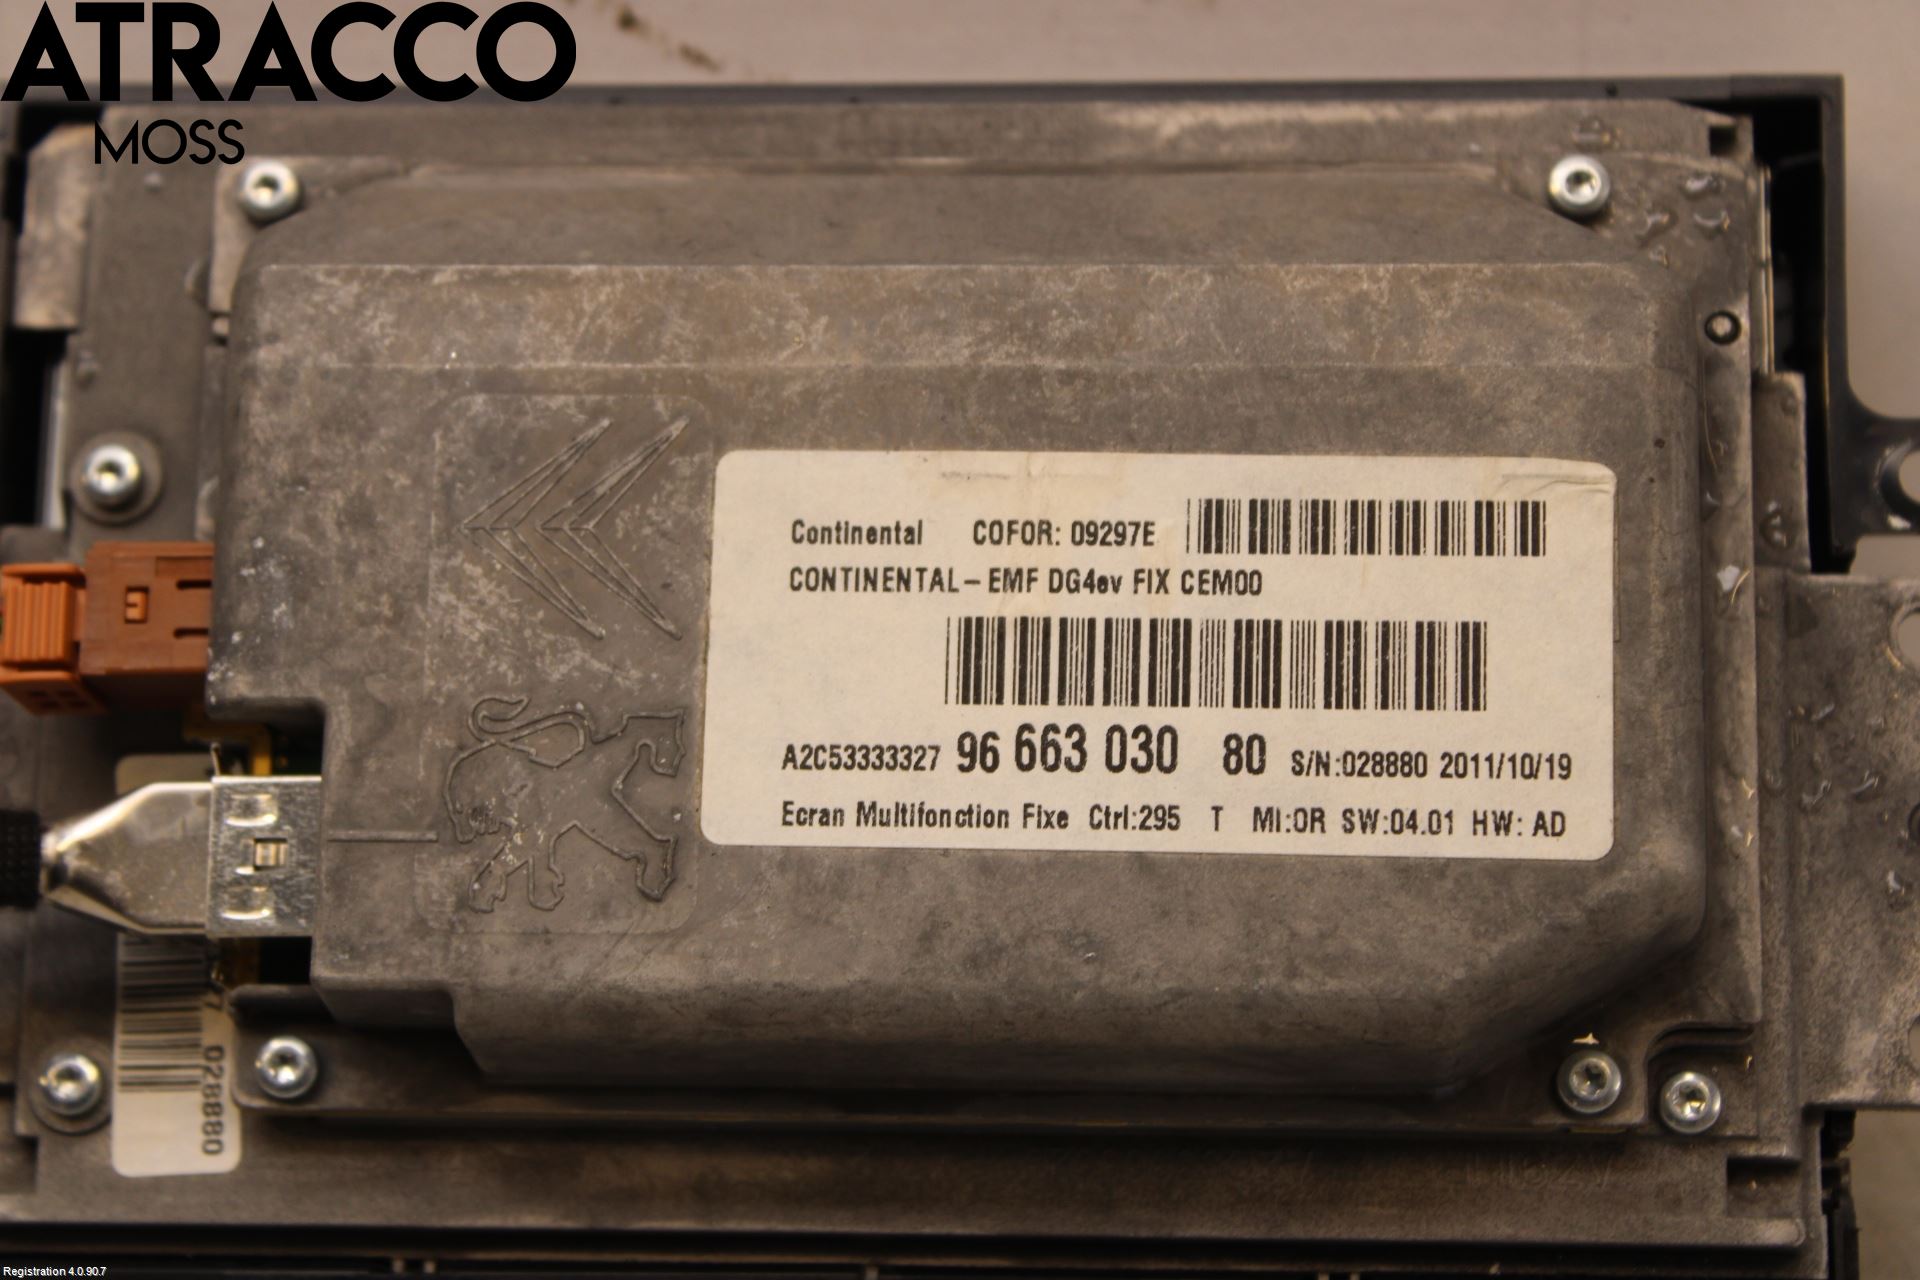 ATRACCO
MOSS
Continental COFOR: 09297E
CONTINENTAL - EMF DG4ev FIX CEM00
A2C53333327 96 663 030 80 S/N:028880 2011/10/19
Ecran Multifonction Fixe Ctrl:295 T MI:OR SW:04.01 HW: AD
028880
Registration 4.0.90.7